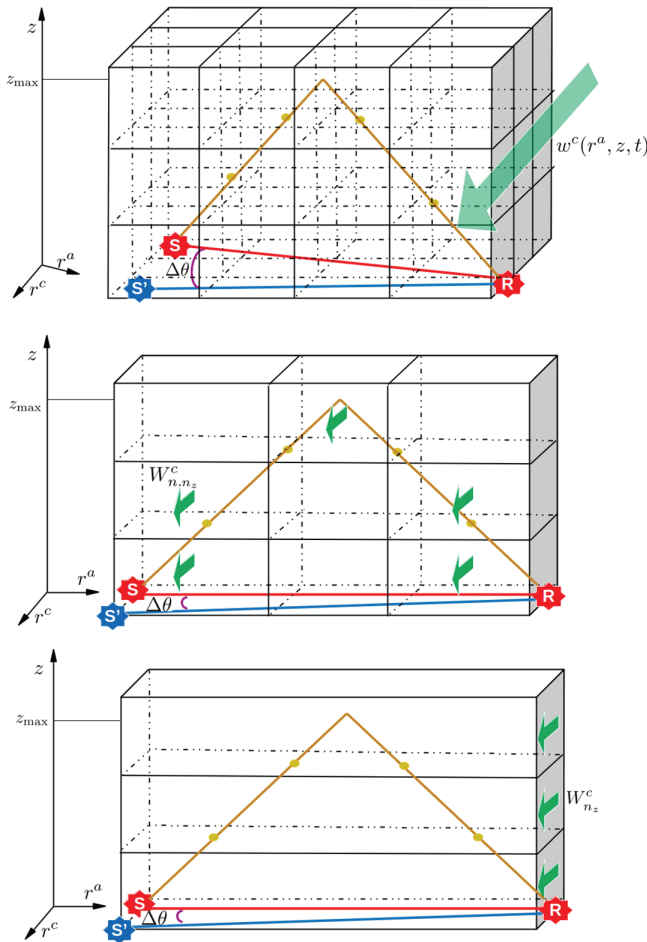 z
z_max
w^c(r^a, z, t)
S
Δθ
r^a
R
S'
r^c
z
z_max
W^c_{n,n_z}
r^a
S
R
Δθ
S'
r^c
z
z_max
W^c_{n_z}
r^a
S
R
Δθ
S'
r^c